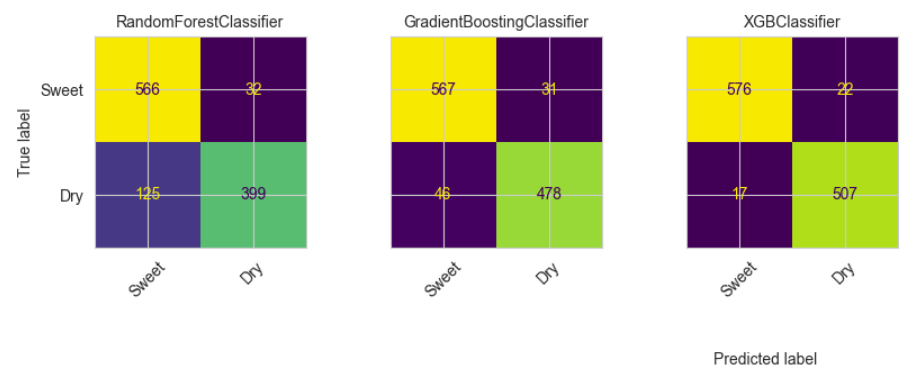 RandomForestClassifier
GradientBoostingClassifier
XGBClassifier
True label
Sweet
566 32
567 31
576 22
Dry
125 399
46 478
17 507
Sweet Dry
Sweet Dry
Sweet Dry
Predicted label